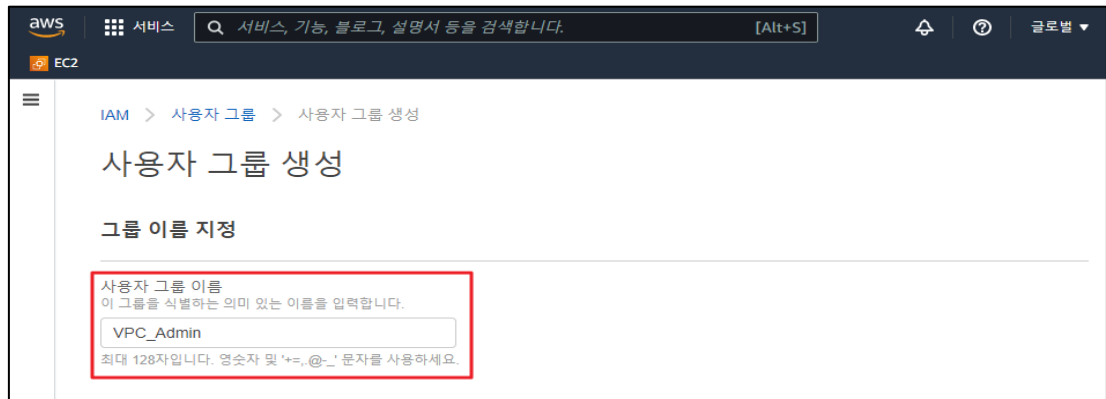 aws 서비스 서비스, 기능, 블로그, 설명서 등을 검색합니다. [Alt+S] 글로벌
EC2
IAM > 사용자 그룹 > 사용자 그룹 생성
사용자 그룹 생성
그룹 이름 지정
사용자 그룹 이름
이 그룹을 식별하는 의미 있는 이름을 입력합니다.
VPC_Admin
최대 128자입니다. 영숫자 및 '+=,.@-_' 문자를 사용하세요.